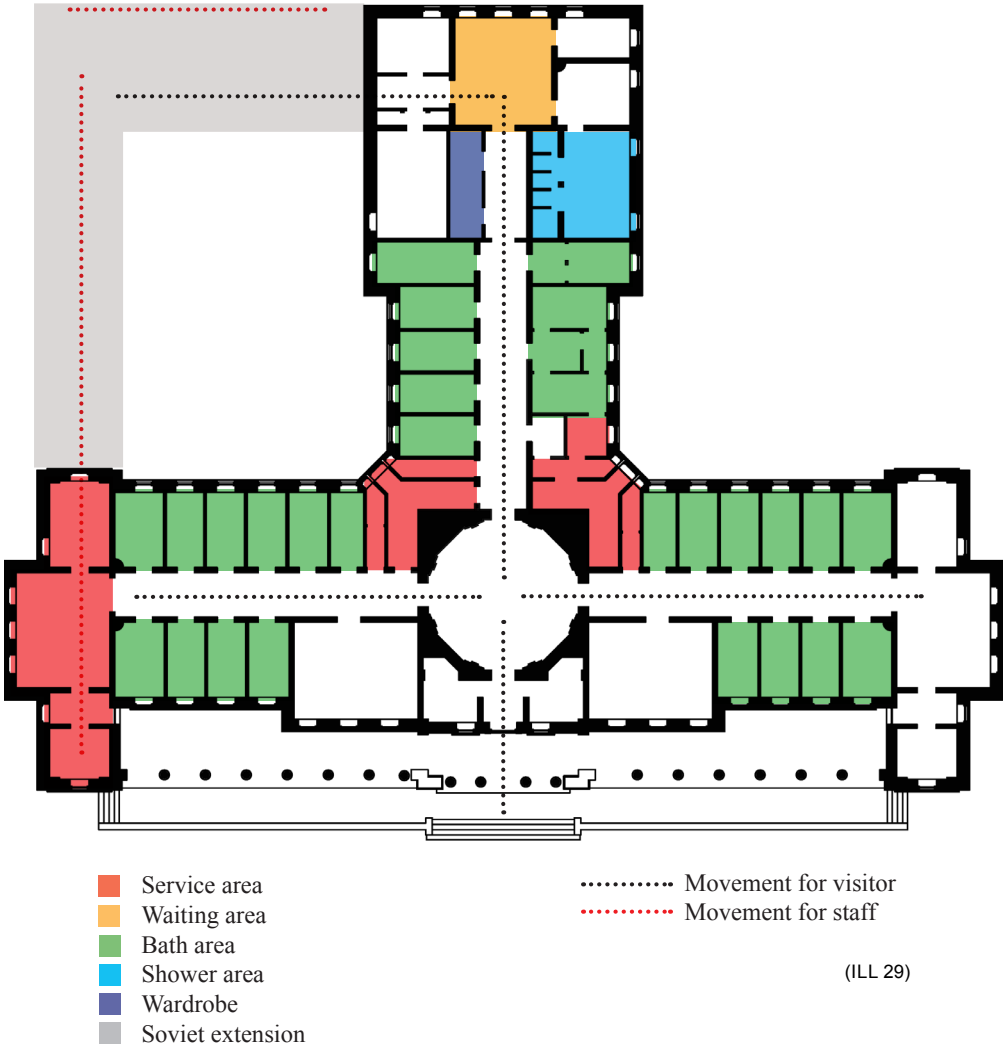 Service area
Waiting area
Bath area
Shower area
Wardrobe
Soviet extension
Movement for visitor
Movement for staff
(ILL 29)